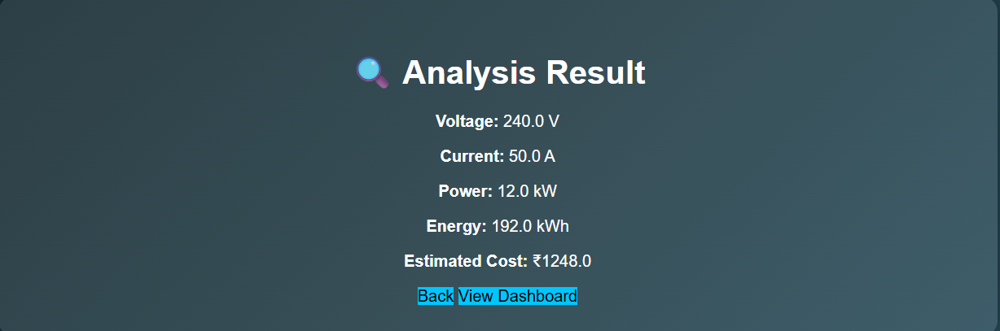 Analysis Result
Voltage: 240.0 V
Current: 50.0 A
Power: 12.0 kW
Energy: 192.0 kWh
Estimated Cost: ₹1248.0
Back View Dashboard